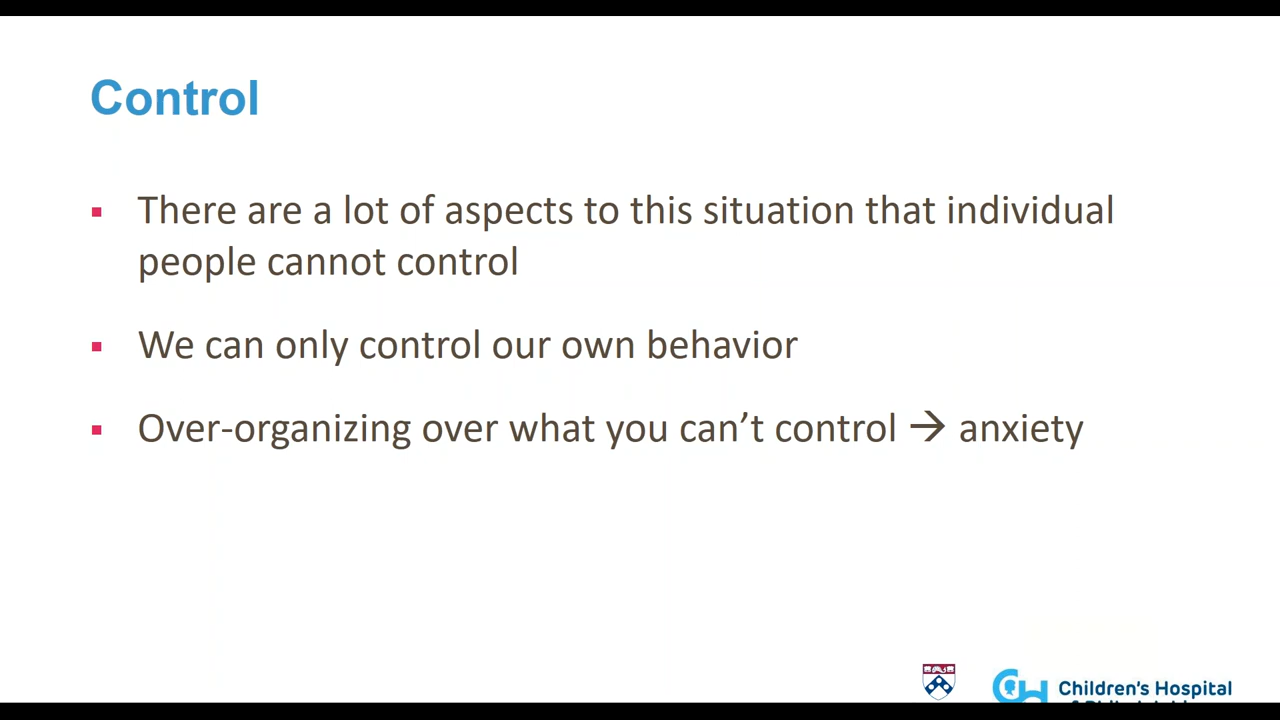 Control
▪ There are a lot of aspects to this situation that individual
people cannot control
▪ We can only control our own behavior
▪ Over-organizing over what you can’t control → anxiety
Children’s Hospital